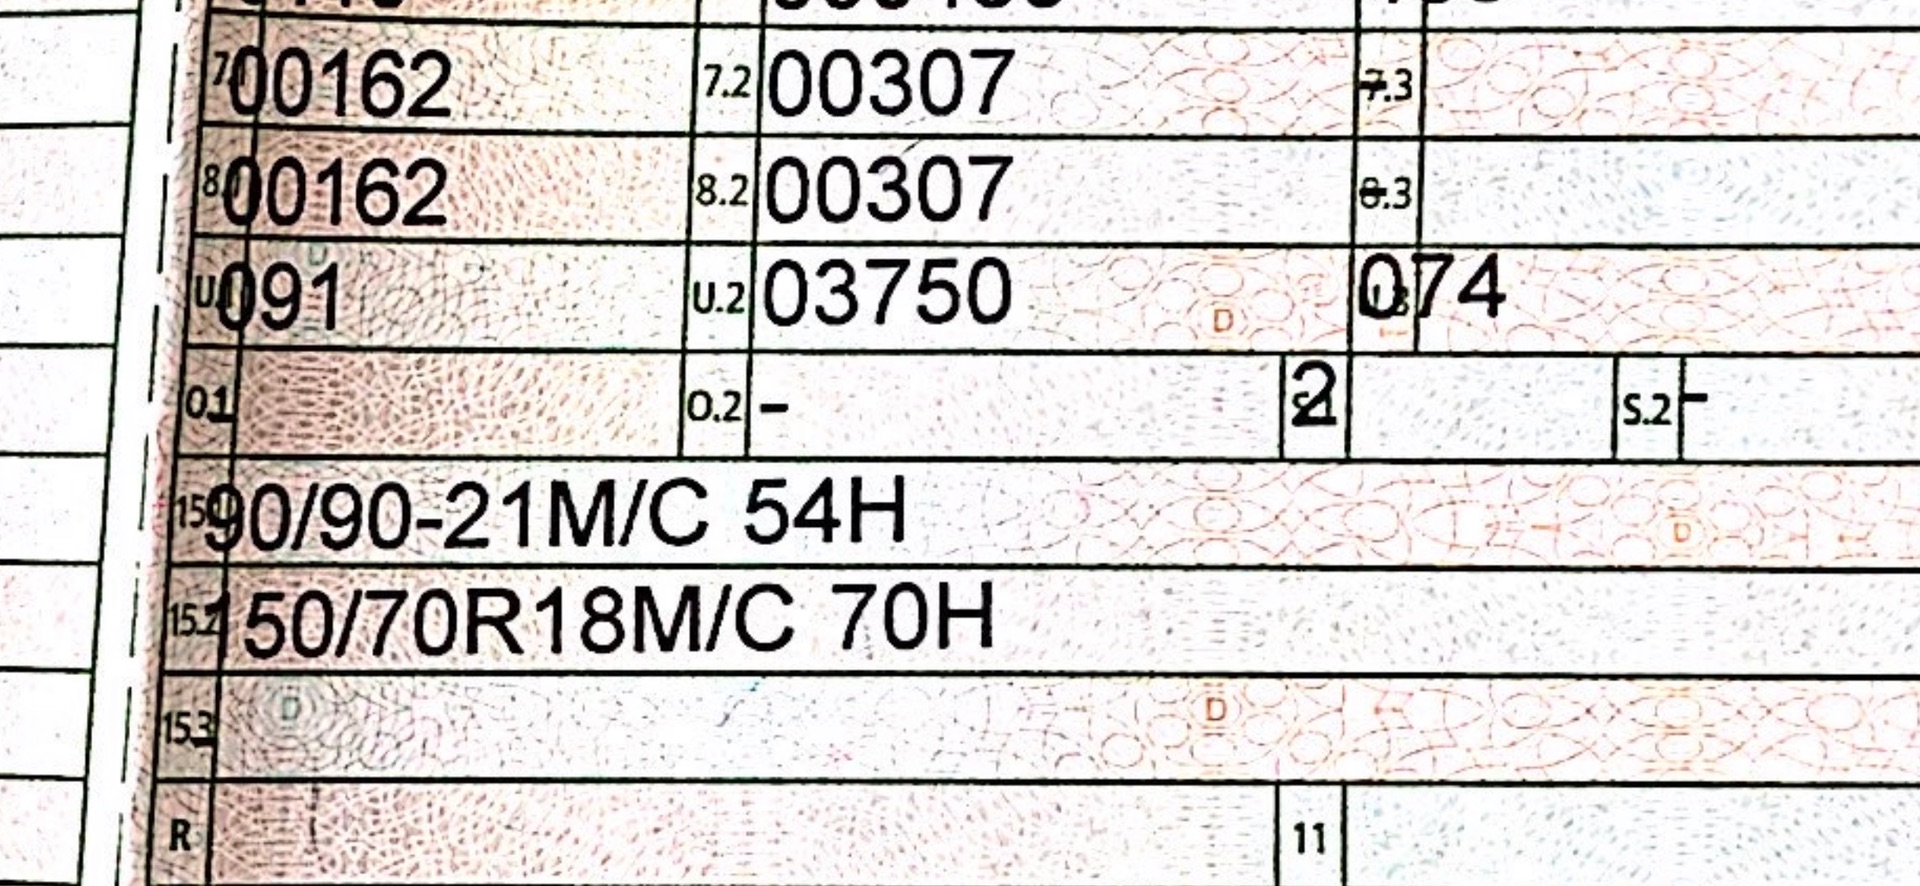 7.1 00162 7.2 00307 7.3 -
8.1 00162 8.2 00307 8.3 -
U.1 091 U.2 03750 U.3 074
O.1 - O.2 - S.1 2 S.2 -
15.1 90/90-21M/C 54H
15.2 150/70R18M/C 70H
15.3 -
R 11